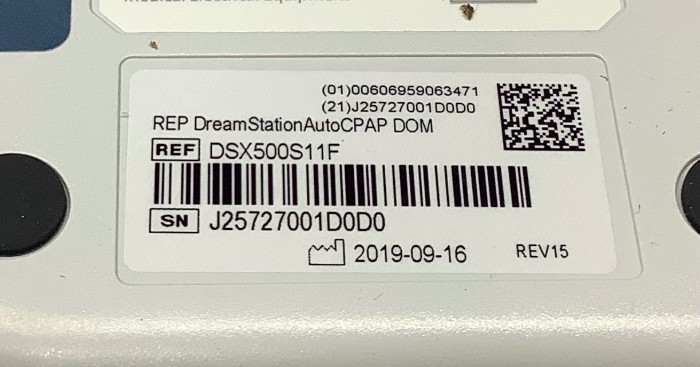 (01)00606959063471
(21)J25727001D0D0
REP DreamStationAutoCPAP DOM
REF DSX500S11F
SN J25727001D0D0
2019-09-16 REV15